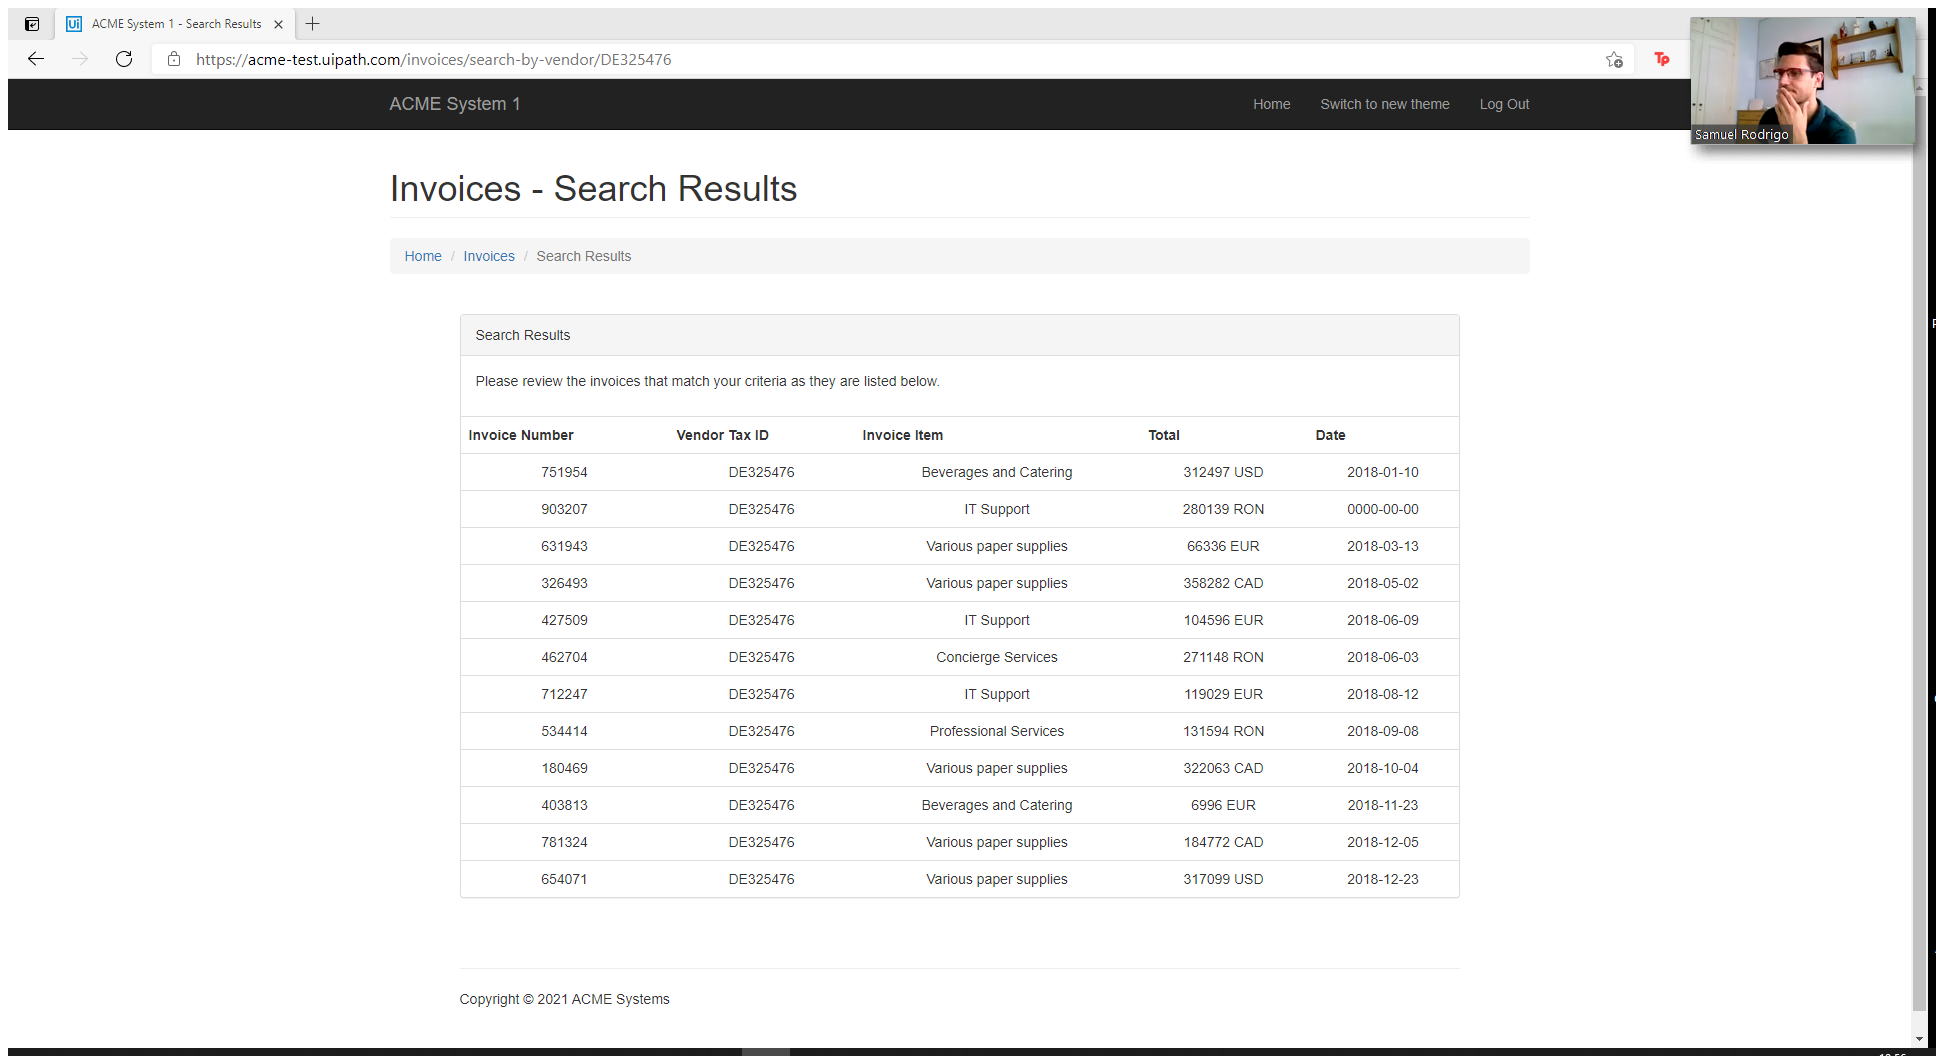 ACME System 1 - Search Results
https://acme-test.uipath.com/invoices/search-by-vendor/DE325476
Samuel Rodrigo
ACME System 1 Home Switch to new theme Log Out
Invoices - Search Results
Home / Invoices / Search Results
Search Results
Please review the invoices that match your criteria as they are listed below.
Invoice Number Vendor Tax ID Invoice Item Total Date
751954 DE325476 Beverages and Catering 312497 USD 2018-01-10
903207 DE325476 IT Support 280139 RON 0000-00-00
631943 DE325476 Various paper supplies 66336 EUR 2018-03-13
326493 DE325476 Various paper supplies 358282 CAD 2018-05-02
427509 DE325476 IT Support 104596 EUR 2018-06-09
462704 DE325476 Concierge Services 271148 RON 2018-06-03
712247 DE325476 IT Support 119029 EUR 2018-08-12
534414 DE325476 Professional Services 131594 RON 2018-09-08
180469 DE325476 Various paper supplies 322063 CAD 2018-10-04
403813 DE325476 Beverages and Catering 6996 EUR 2018-11-23
781324 DE325476 Various paper supplies 184772 CAD 2018-12-05
654071 DE325476 Various paper supplies 317099 USD 2018-12-23
Copyright © 2021 ACME Systems